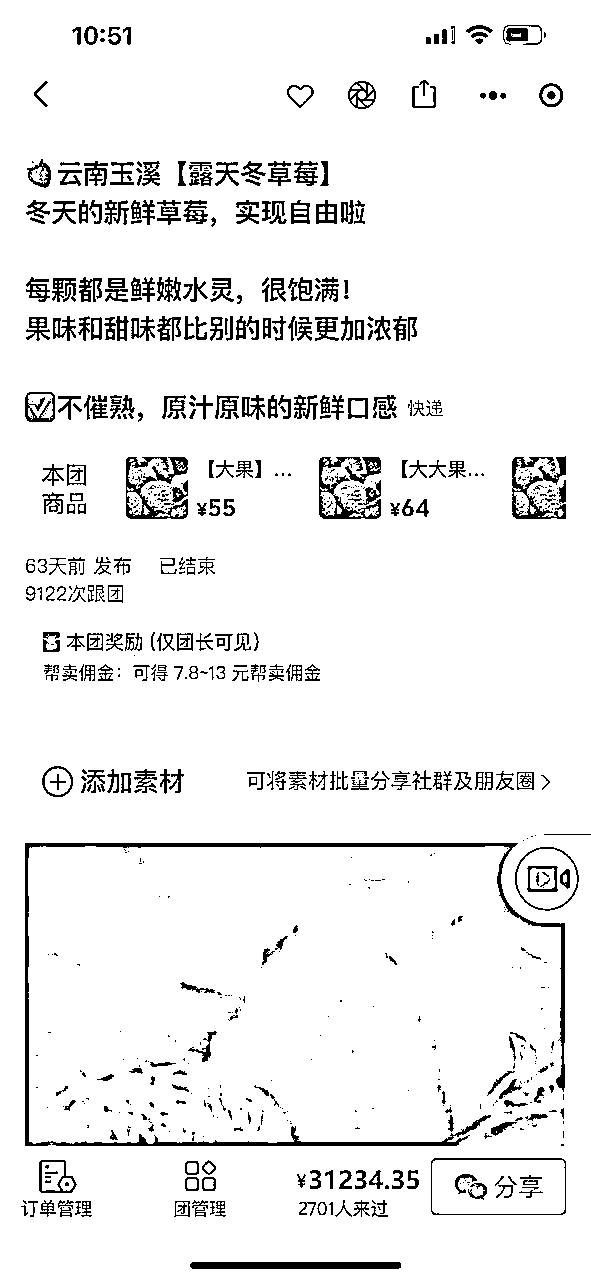 10:51
云南玉溪【露天冬草莓】
冬天的新鲜草莓，实现自由啦
每颗都是鲜嫩水灵，很饱满！
果味和甜味都比别的时候更加浓郁
不催熟，原汁原味的新鲜口感 快递
本团商品
【大果】...
¥55
【大大果...
¥64
63天前 发布 已结束
9122次跟团
本团奖励 (仅团长可见)
帮卖佣金：可得 7.8~13 元帮卖佣金
添加素材
可将素材批量分享社群及朋友圈
订单管理
团管理
¥31234.35
2701人来过
分享